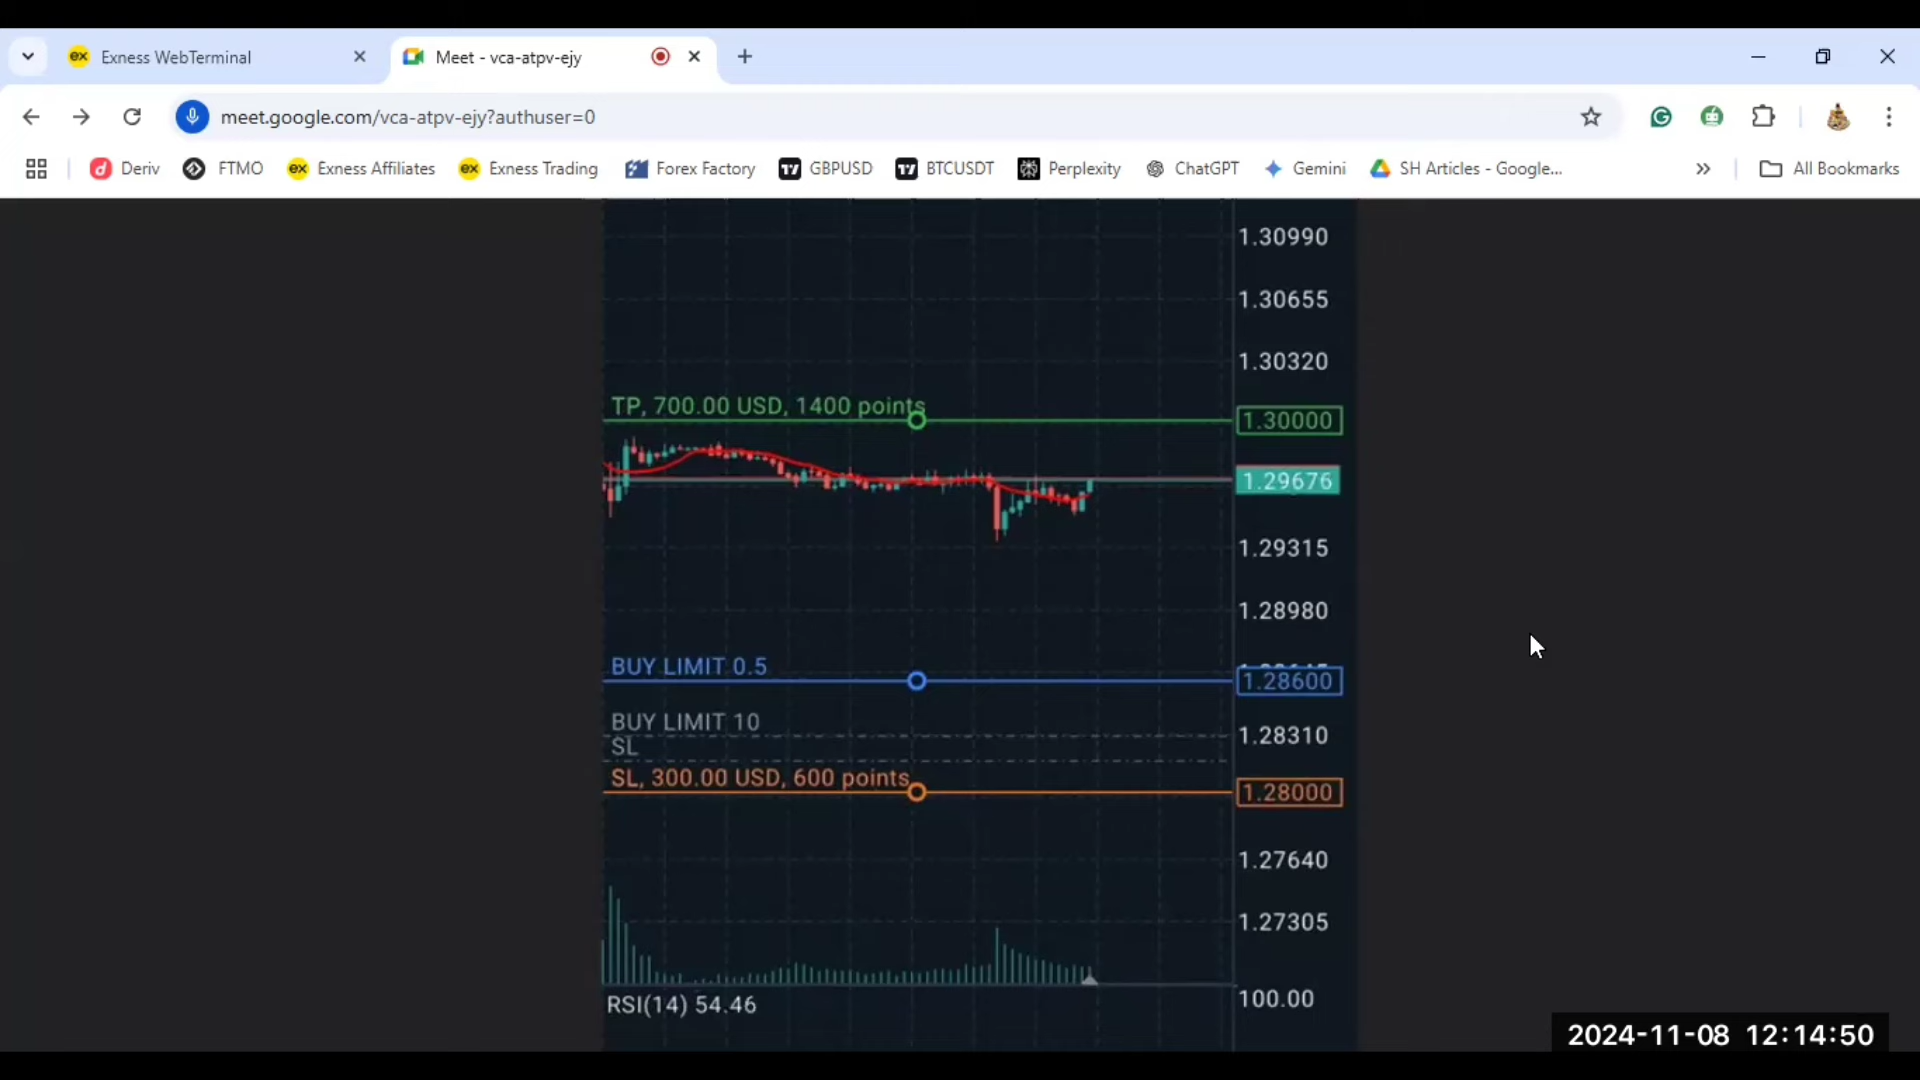 Exness WebTerminal
Meet - vca-atpv-ejy
meet.google.com/vca-atpv-ejy?authuser=0
Deriv
FTMO
Exness Affiliates
Exness Trading
Forex Factory
GBPUSD
BTCUSDT
Perplexity
ChatGPT
Gemini
SH Articles - Google...
All Bookmarks
1.30990
1.30655
1.30320
TP, 700.00 USD, 1400 points
1.30000
1.29676
1.29315
1.28980
BUY LIMIT 0.5
1.28600
BUY LIMIT 10
1.28310
SL
SL, 300.00 USD, 600 points
1.28000
1.27640
1.27305
100.00
RSI(14) 54.46
2024-11-08 12:14:50